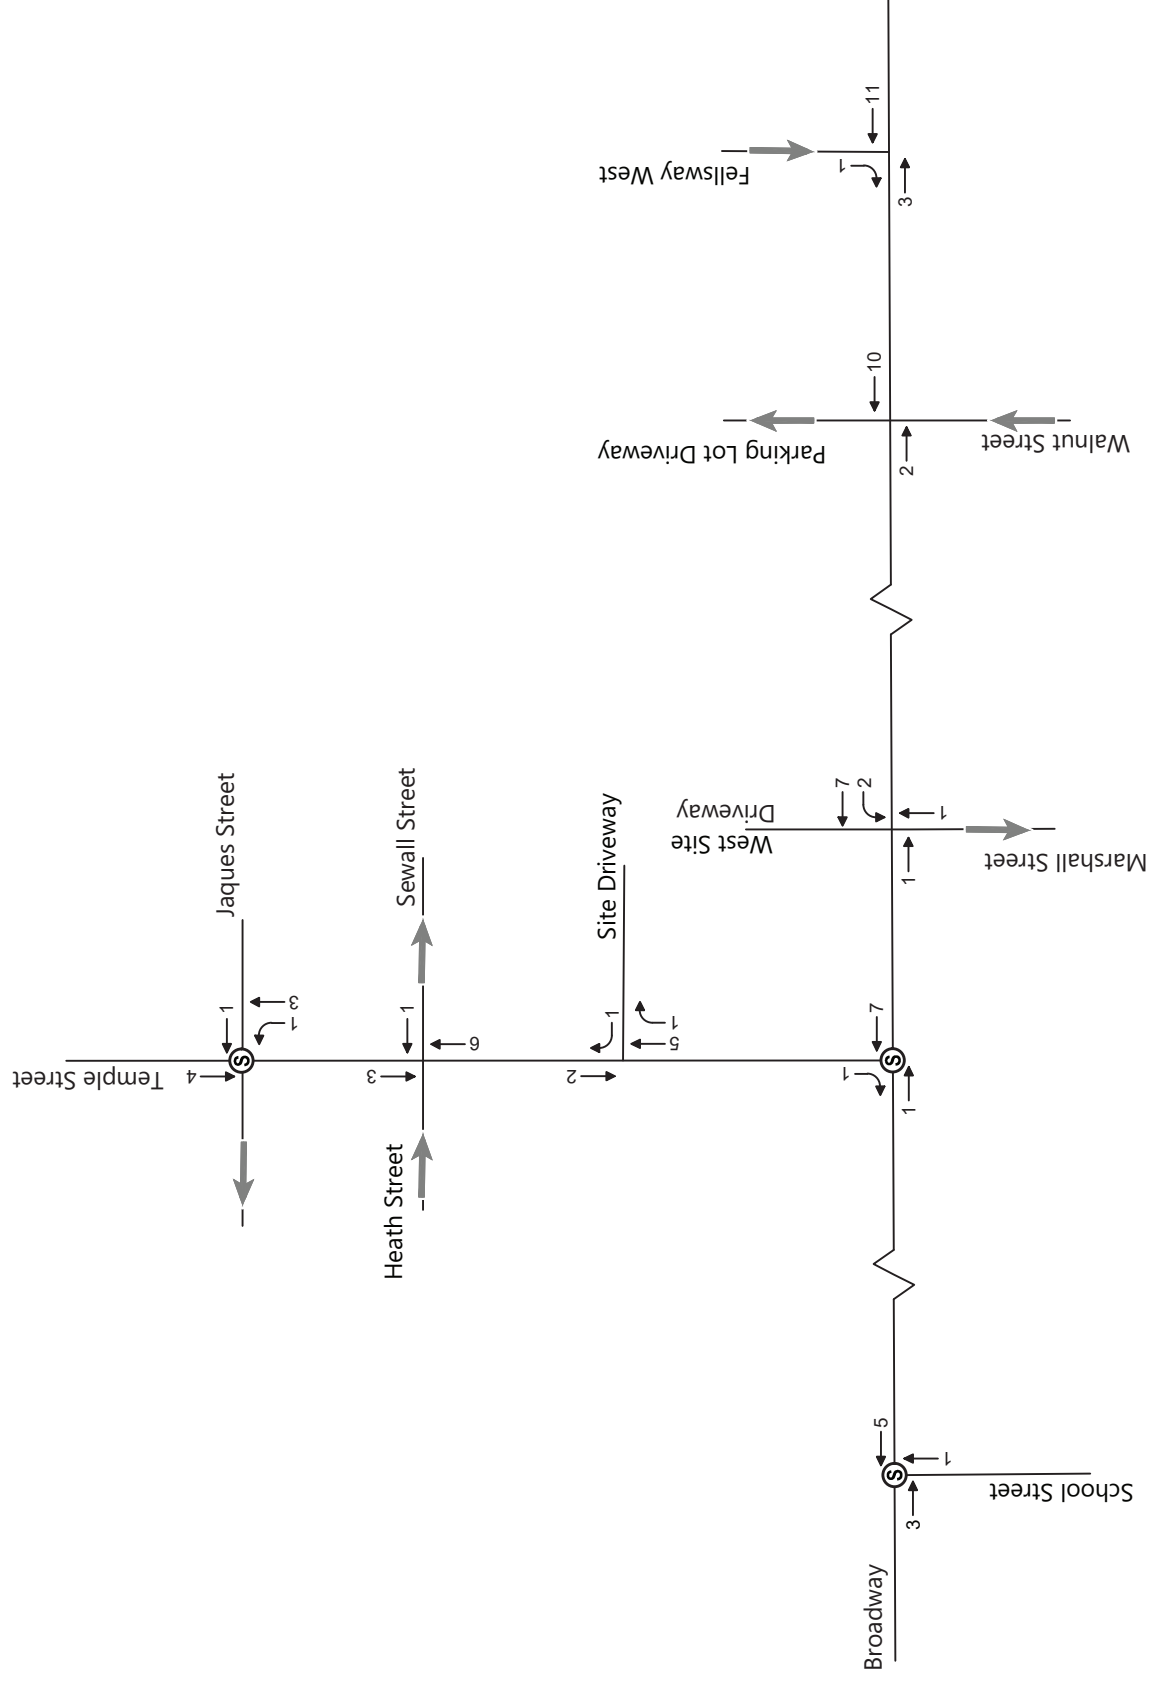 11
Fellsway West
1
3
10
Parking Lot Driveway
Walnut Street
2
Jaques Street
Sewall Street
Site Driveway
West Site
Driveway
7
2
1
1
Marshall Street
1
3
1
S
4
Temple Street
1
6
3
Heath Street
1
1
5
2
7
1
S
1
5
S
1
3
School Street
Broadway